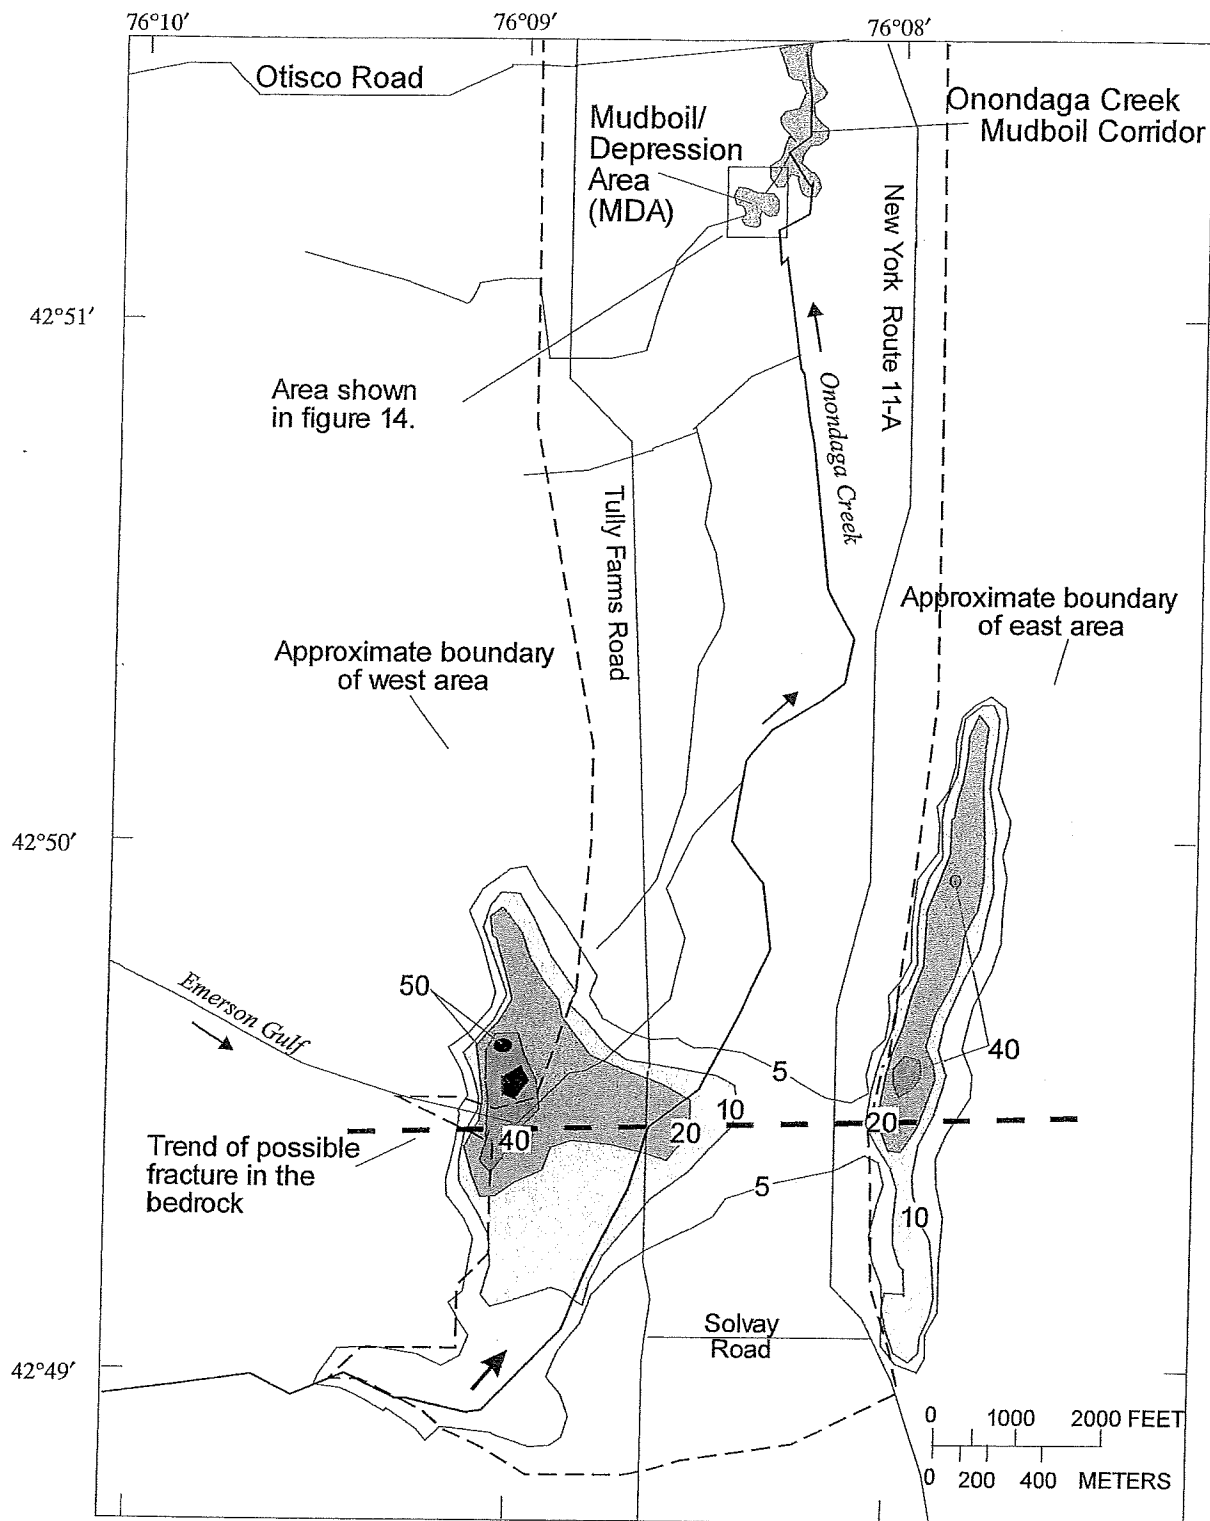 76°10′
76°09′
76°08′
Otisco Road
Mudboil/
Depression
Area
(MDA)
Onondaga Creek
Mudboil Corridor
New York Route 11-A
42°51′
Area shown
in figure 14.
Onondaga Creek
Tully Farms Road
Approximate boundary
of east area
Approximate boundary
of west area
42°50′
50
Emerson Gulf
40
5
10
20
20
40
Trend of possible
fracture in the
bedrock
5
10
Solvay
Road
42°49′
0 1000 2000 FEET
0 200 400 METERS